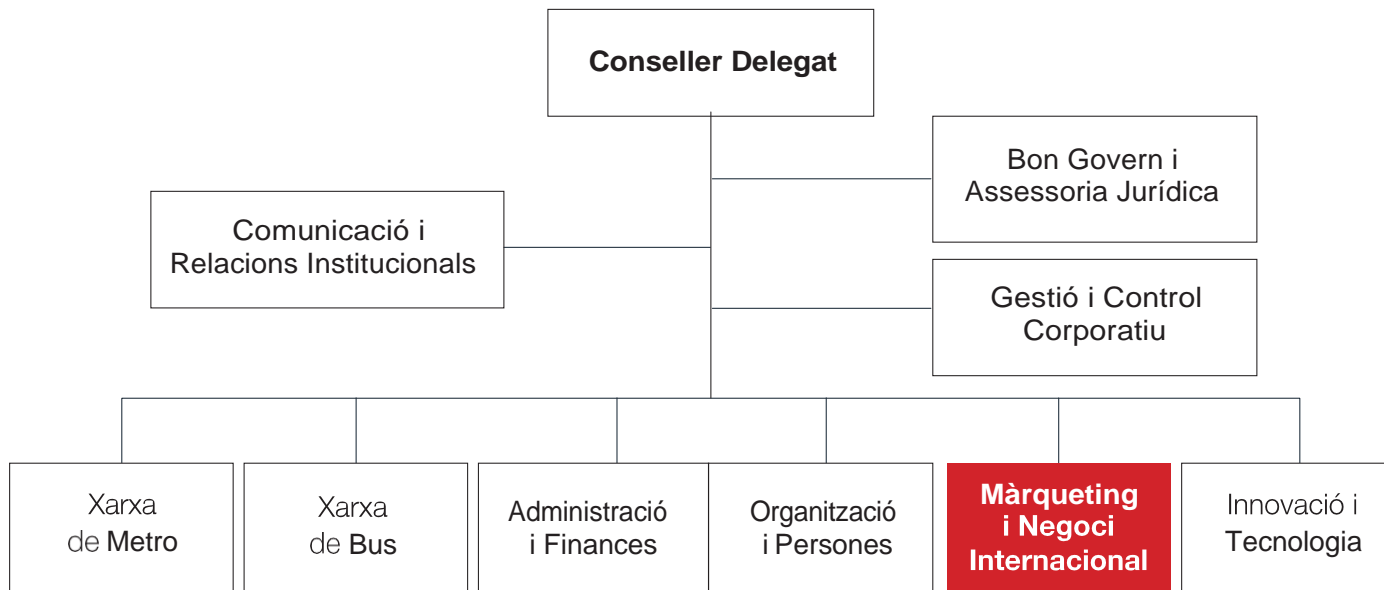 Conseller Delegat
Bon Govern i
Assessoria Jurídica
Comunicació i
Relacions Institucionals
Gestió i Control
Corporatiu
Xarxa
de Metro
Xarxa
de Bus
Administració
i Finances
Organització
i Persones
Màrqueting
i Negoci
Internacional
Innovació i
Tecnologia